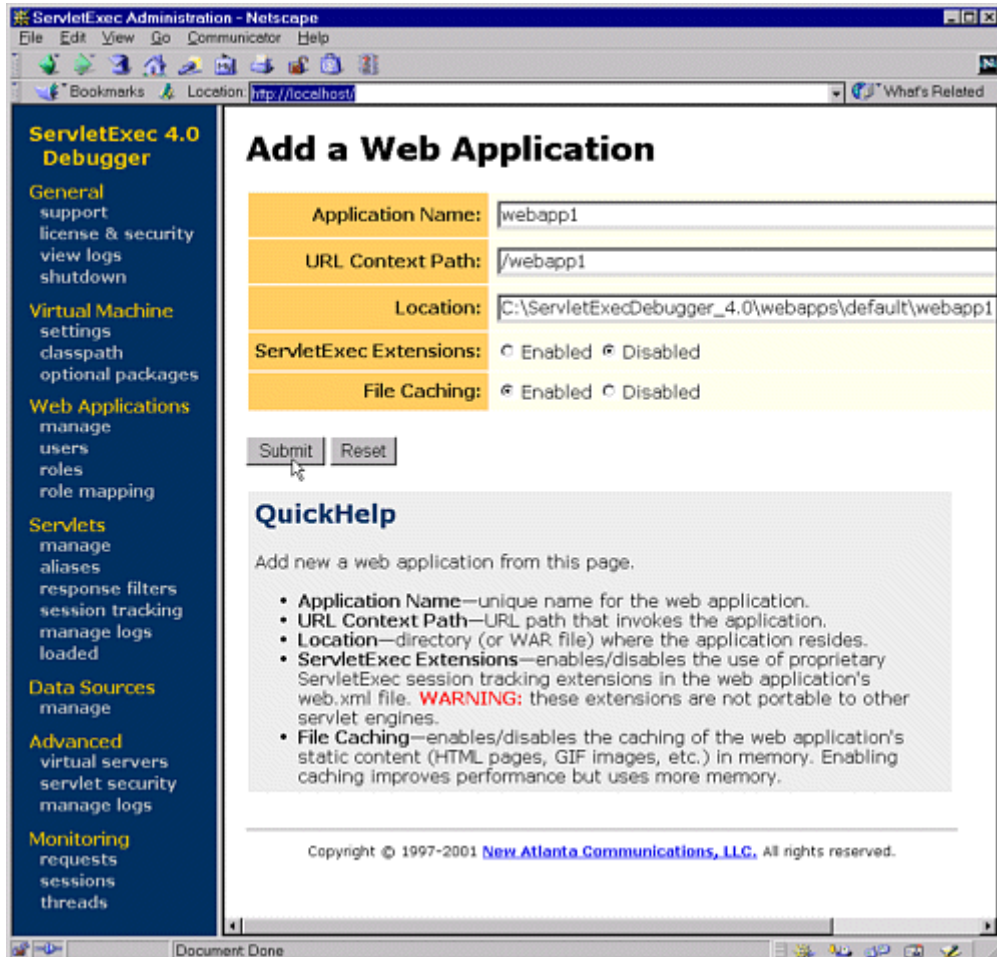 ServletExec Administration - Netscape
File Edit View Go Communicator Help
Bookmarks Location: http://localhost/ What's Related
ServletExec 4.0
Debugger
General
support
license & security
view logs
shutdown
Virtual Machine
settings
classpath
optional packages
Web Applications
manage
users
roles
role mapping
Servlets
manage
aliases
response filters
session tracking
manage logs
loaded
Data Sources
manage
Advanced
virtual servers
servlet security
manage logs
Monitoring
requests
sessions
threads
Add a Web Application
Application Name: webapp1
URL Context Path: /webapp1
Location: C:\ServletExecDebugger_4.0\webapps\default\webapp1
ServletExec Extensions: Enabled Disabled
File Caching: Enabled Disabled
Submit Reset
QuickHelp
Add new a web application from this page.
• Application Name—unique name for the web application.
• URL Context Path—URL path that invokes the application.
• Location—directory (or WAR file) where the application resides.
• ServletExec Extensions—enables/disables the use of proprietary
ServletExec session tracking extensions in the web application's
web.xml file. WARNING: these extensions are not portable to other
servlet engines.
• File Caching—enables/disables the caching of the web application's
static content (HTML pages, GIF images, etc.) in memory. Enabling
caching improves performance but uses more memory.
Copyright © 1997-2001 New Atlanta Communications, LLC. All rights reserved.
Document Done